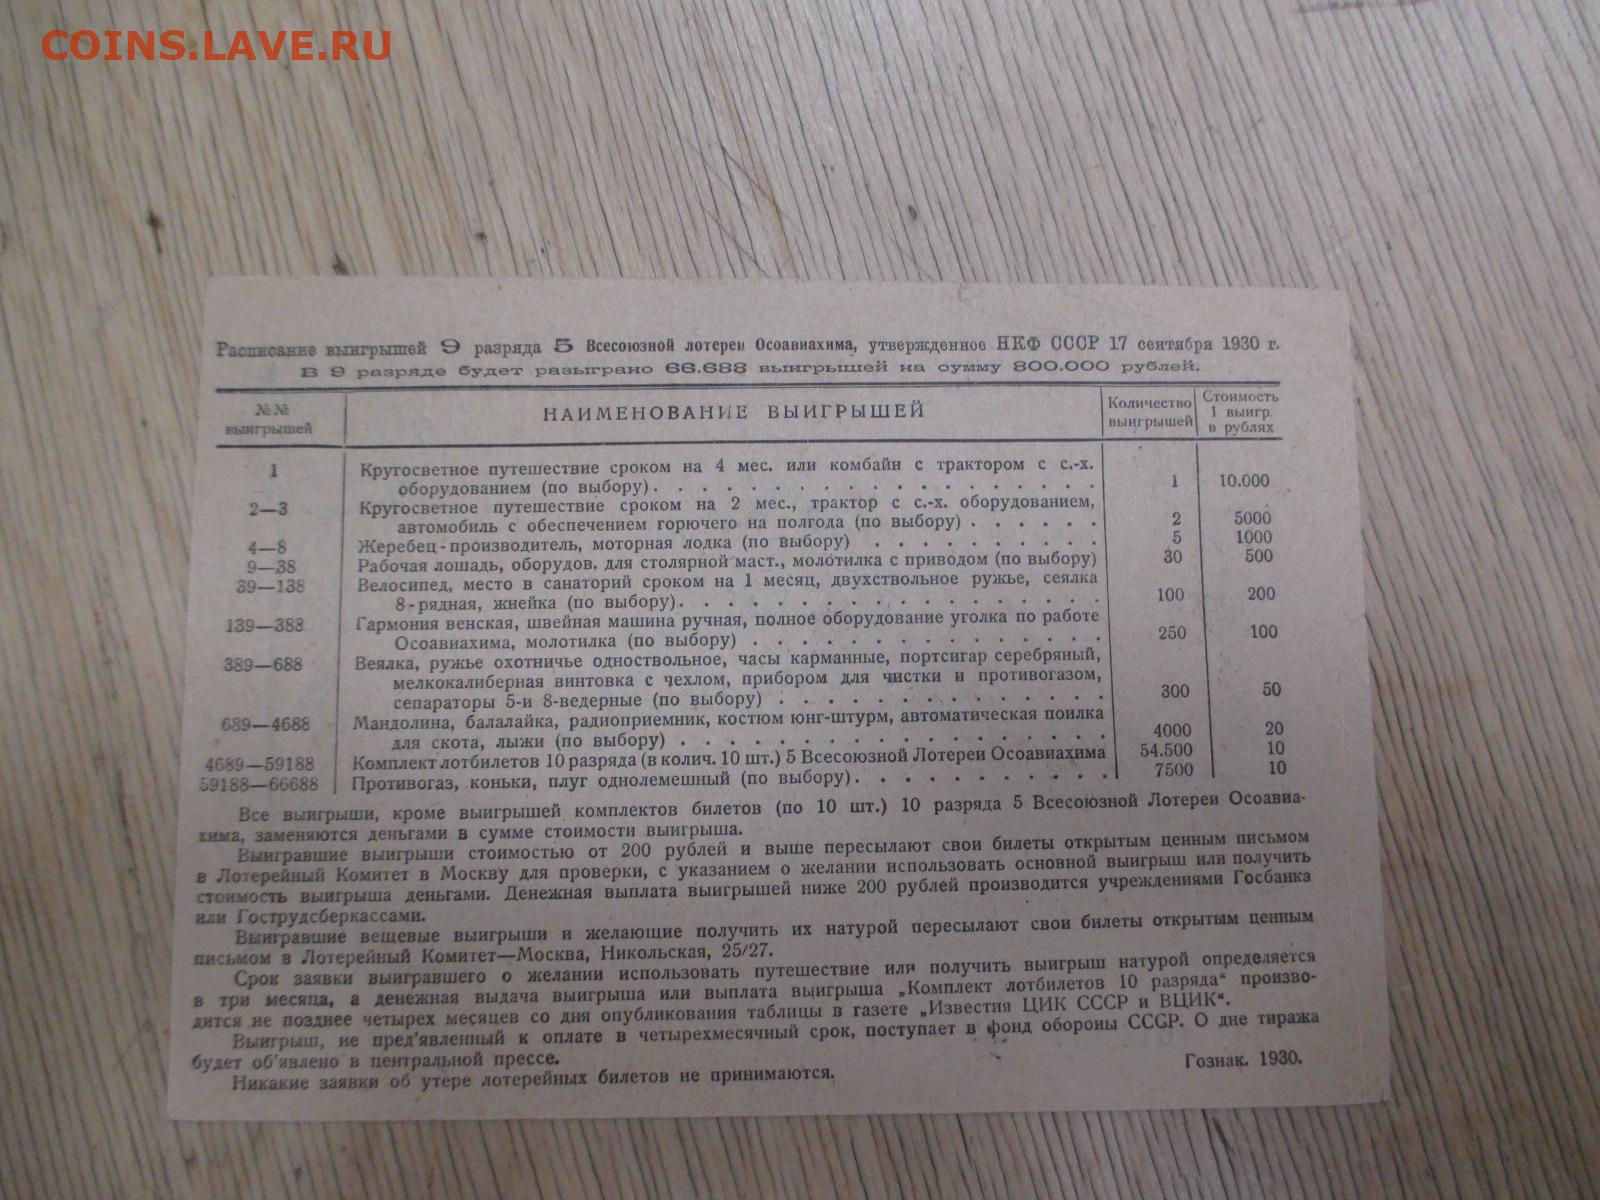 COINS.LAVE.RU
Расписание выигрышей 9 разряда 5 Всесоюзной лотереи Осоавиахима, утвержденное НКФ СССР 17 сентября 1930 г.
В 9 разряде будет разыграно 66.688 выигрышей на сумму 800.000 рублей.
№№ выигрышей НАИМЕНОВАНИЕ ВЫИГРЫШЕЙ Количество выигрышей Стоимость 1 выигр. в рублях
1 Кругосветное путешествие сроком на 4 мес. или комбайн с трактором с с.-х.
оборудованием (по выбору) . . . . . . . . . . . . . . . . . 1 10.000
2—3 Кругосветное путешествие сроком на 2 мес., трактор с с.-х. оборудованием,
автомобиль с обеспечением горючего на полгода (по выбору) . . . . . . 2 5000
4—8 Жеребец-производитель, моторная лодка (по выбору) . . . . . . . . . . 5 1000
9—38 Рабочая лошадь, оборудов. для столярной маст., молотилка с приводом (по выбору) 30 500
39—138 Велосипед, место в санаторий сроком на 1 месяц, двухствольное ружье, сеялка
8-рядная, жнейка (по выбору) . . . . . . . . . . . . . . . . 100 200
139—388 Гармония венская, швейная машина ручная, полное оборудование уголка по работе
Осоавиахима, молотилка (по выбору) . . . . . . . . . . . . . . 250 100
389—688 Веялка, ружье охотничье одноствольное, часы карманные, портсигар серебряный,
мелкокалиберная винтовка с чехлом, прибором для чистки и противогазом,
сепараторы 5-и 8-ведерные (по выбору) . . . . . . . . . . . . . 300 50
689—4688 Мандолина, балалайка, радиоприемник, костюм юнг-штурм, автоматическая поилка
для скота, лыжи (по выбору) . . . . . . . . . . . . . . . . . 4000 20
4689—59188 Комплект лотбилетов 10 разряда (в колич. 10 шт.) 5 Всесоюзной Лотереи Осоавиахима 54.500 10
59188—66688 Противогаз, коньки, плуг однолемешный (по выбору) . . . . . . . . . . 7500 10
Все выигрыши, кроме выигрышей комплектов билетов (по 10 шт.) 10 разряда 5 Всесоюзной Лотереи Осоавиа-
хима, заменяются деньгами в сумме стоимости выигрыша.
Выигравшие выигрыши стоимостью от 200 рублей и выше пересылают свои билеты открытым ценным письмом
в Лотерейный Комитет в Москву для проверки, с указанием о желании использовать основной выигрыш или получить
стоимость выигрыша деньгами. Денежная выплата выигрышей ниже 200 рублей производится учреждениями Госбанка
или Гострудсберкассами.
Выигравшие вещевые выигрыши и желающие получить их натурой пересылают свои билеты открытым ценным
письмом в Лотерейный Комитет—Москва, Никольская, 25/27.
Срок заявки выигравшего о желании использовать путешествие или получить выигрыш натурой определяется
в три месяца, а денежная выдача выигрыша или выплата выигрыша „Комплект лотбилетов 10 разряда“ произво-
дится не позднее четырех месяцев со дня опубликования таблицы в газете „Известия ЦИК СССР и ВЦИК“.
Выигрыш, не пред'явленный к оплате в четырехмесячный срок, поступает в фонд обороны СССР. О дне тиража
будет об'явлено в центральной прессе.
Никакие заявки об утере лотерейных билетов не принимаются.
Гознак. 1930.